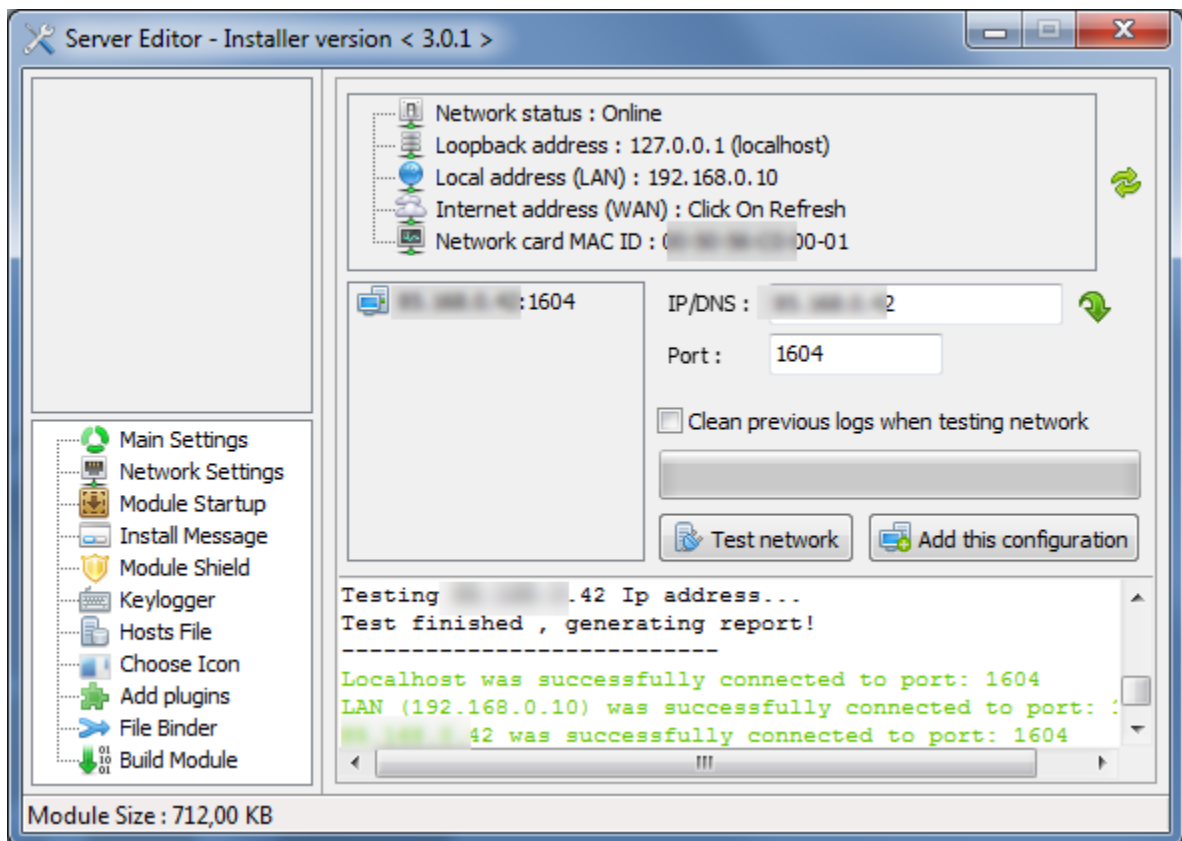 Server Editor - Installer version < 3.0.1 >
Network status : Online
Loopback address : 127.0.0.1 (localhost)
Local address (LAN) : 192.168.0.10
Internet address (WAN) : Click On Refresh
Network card MAC ID : 00-01
:1604
IP/DNS : 2
Port : 1604
Clean previous logs when testing network
Test network
Add this configuration
Main Settings
Network Settings
Module Startup
Install Message
Module Shield
Keylogger
Hosts File
Choose Icon
Add plugins
File Binder
Build Module
Testing .42 Ip address...
Test finished , generating report!
---------------------------
Localhost was successfully connected to port: 1604
LAN (192.168.0.10) was successfully connected to port:
42 was successfully connected to port: 1604
Module Size : 712,00 KB